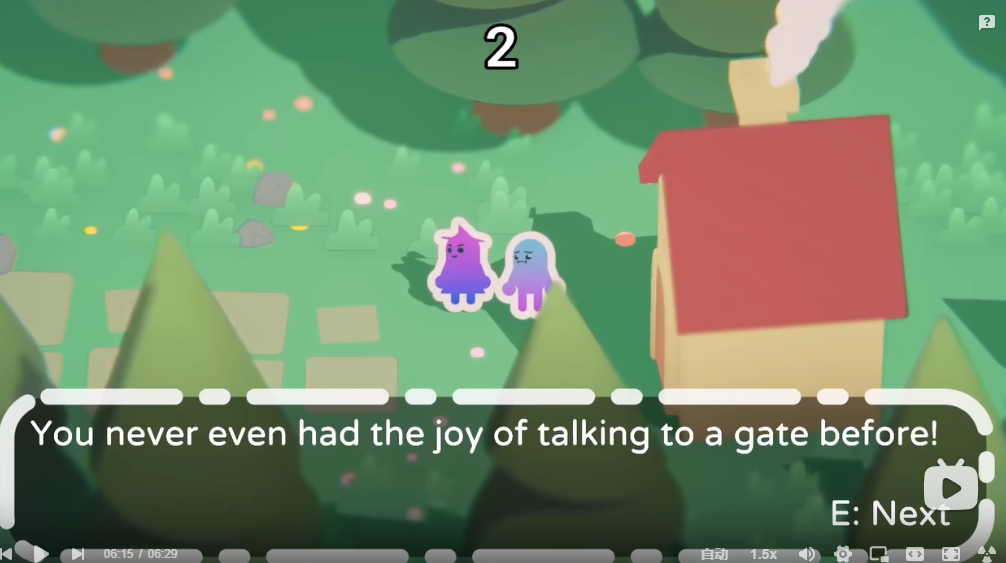 2
?
You never even had the joy of talking to a gate before!
E: Next
06:15 / 06:29
自动
1.5x